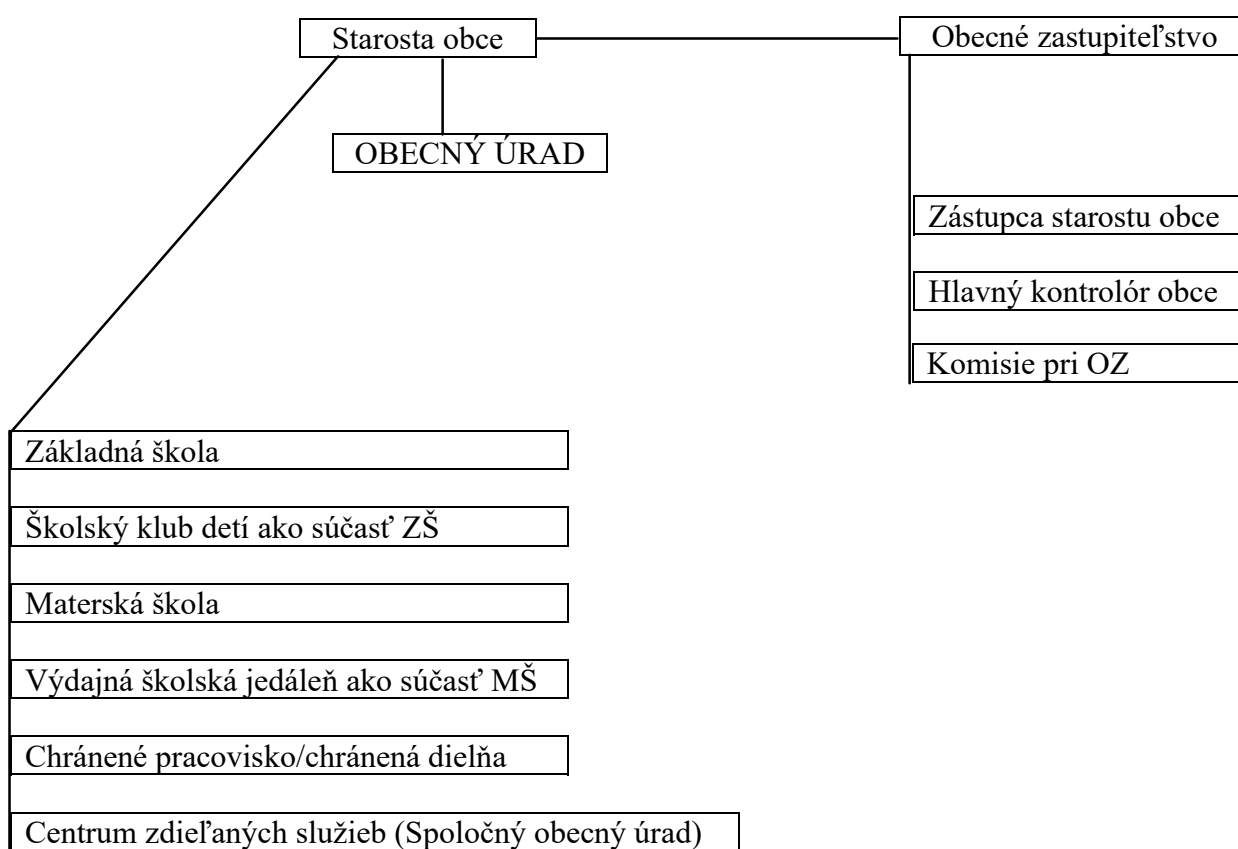 Starosta obce
Obecné zastupiteľstvo
OBECNÝ ÚRAD
Zástupca starostu obce
Hlavný kontrolór obce
Komisie pri OZ
Základná škola
Školský klub detí ako súčasť ZŠ
Materská škola
Výdajná školská jedáleň ako súčasť MŠ
Chránené pracovisko/chránená dielňa
Centrum zdieľaných služieb (Spoločný obecný úrad)